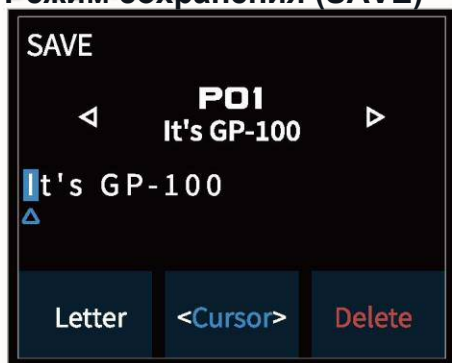 Режим сохранения (SAVE)
SAVE
P01
It's GP-100
It's GP-100
Letter <Cursor> Delete